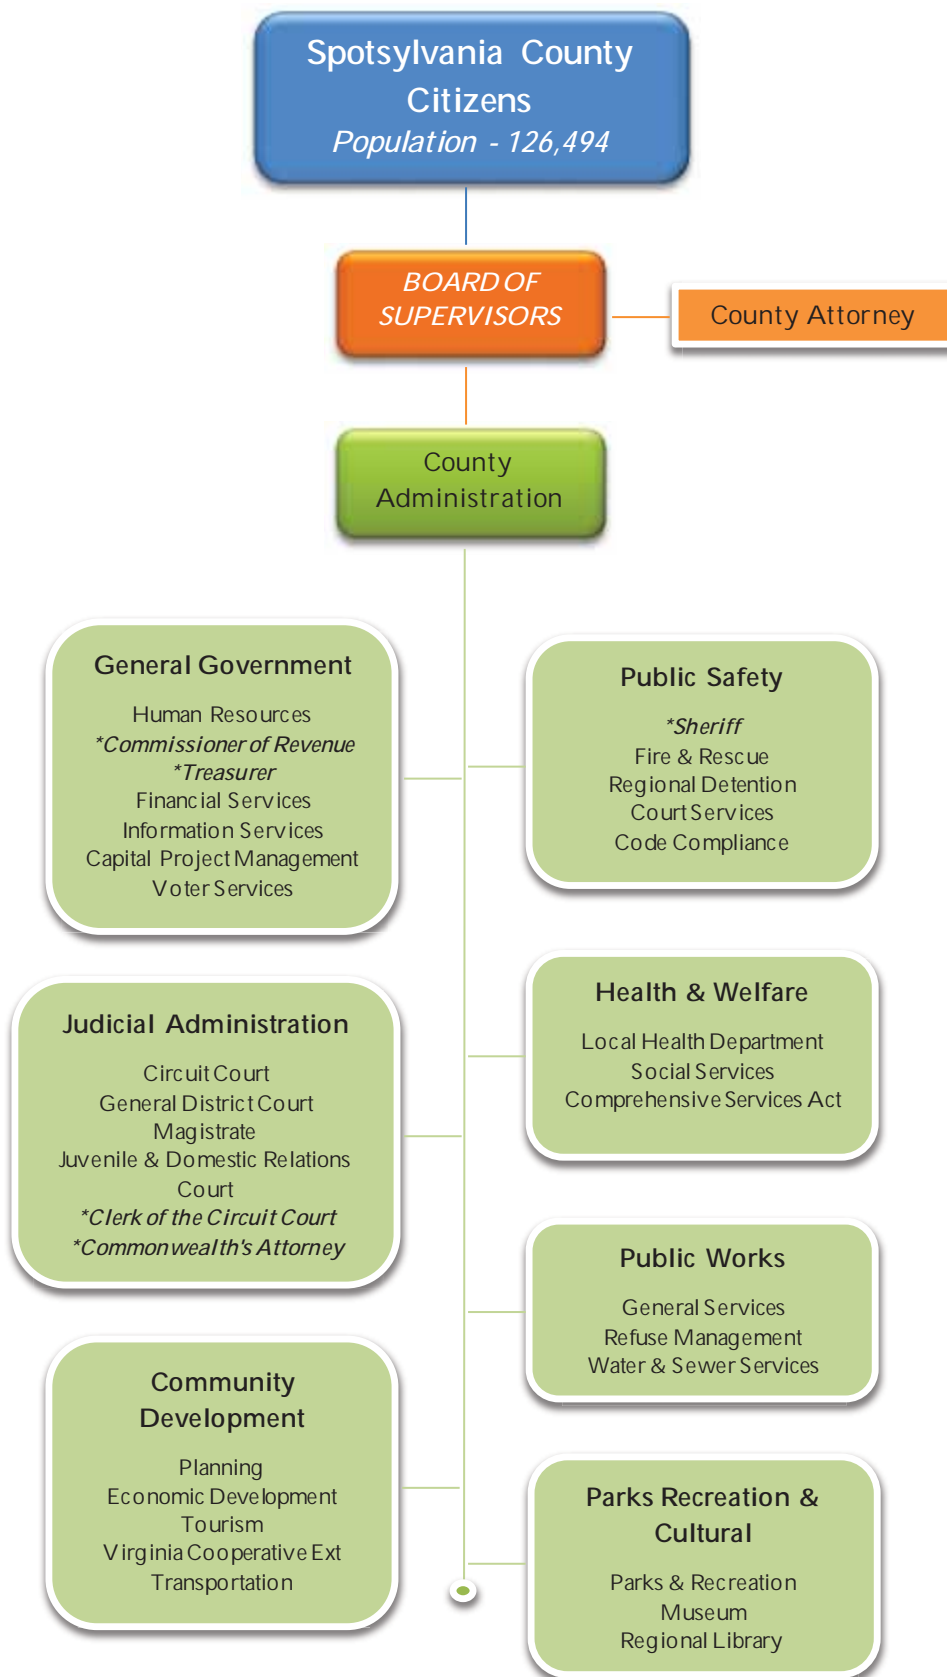 Spotsylvania County
Citizens
Population - 126,494
BOARD OF
SUPERVISORS
County Attorney
County
Administration
General Government
Human Resources
*Commissioner of Revenue
*Treasurer
Financial Services
Information Services
Capital Project Management
Voter Services
Public Safety
*Sheriff
Fire & Rescue
Regional Detention
Court Services
Code Compliance
Judicial Administration
Circuit Court
General District Court
Magistrate
Juvenile & Domestic Relations
Court
*Clerk of the Circuit Court
*Commonwealth's Attorney
Health & Welfare
Local Health Department
Social Services
Comprehensive Services Act
Public Works
General Services
Refuse Management
Water & Sewer Services
Community
Development
Planning
Economic Development
Tourism
Virginia Cooperative Ext
Transportation
Parks Recreation &
Cultural
Parks & Recreation
Museum
Regional Library